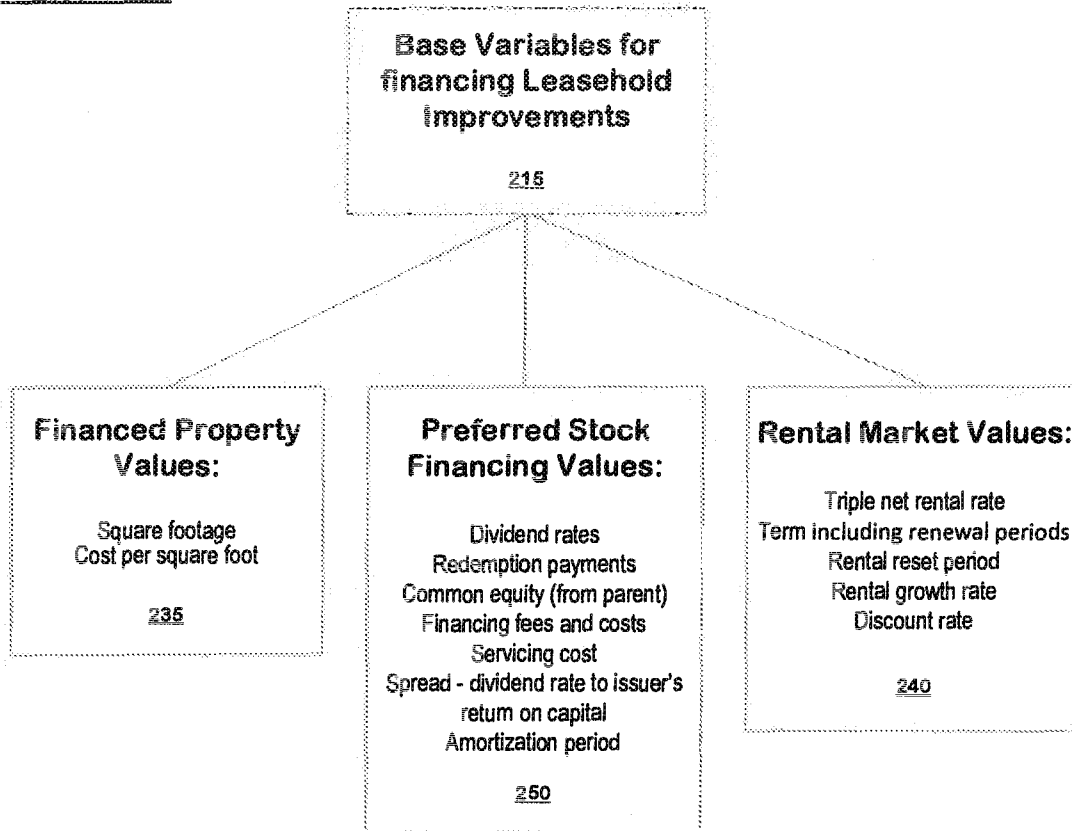 Base Variables for
financing Leasehold
Improvements
215
Financed Property
Values:
Square footage
Cost per square foot
235
Preferred Stock
Financing Values:
Dividend rates
Redemption payments
Common equity (from parent)
Financing fees and costs
Servicing cost
Spread - dividend rate to issuer's
return on capital
Amortization period
250
Rental Market Values:
Triple net rental rate
Term including renewal periods
Rental reset period
Rental growth rate
Discount rate
240